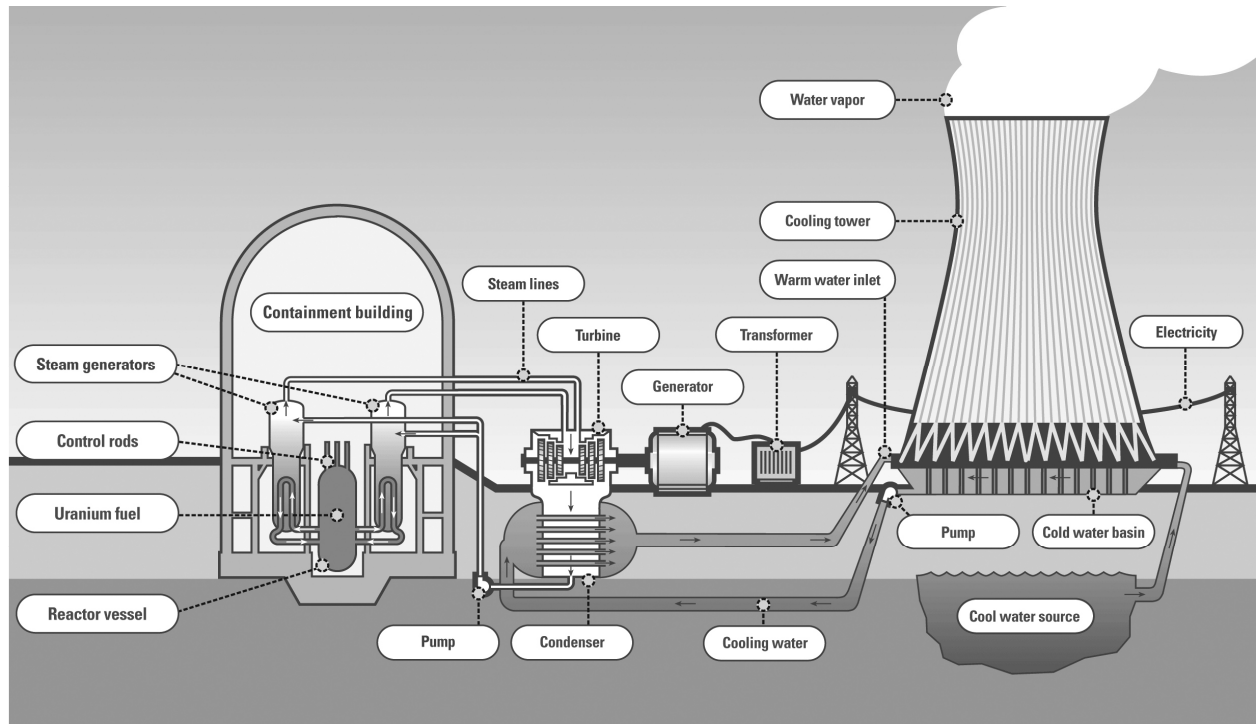 Water vapor
Cooling tower
Warm water inlet
Steam lines
Containment building
Turbine
Transformer
Electricity
Steam generators
Generator
Control rods
Uranium fuel
Pump
Cold water basin
Reactor vessel
Cool water source
Pump
Condenser
Cooling water